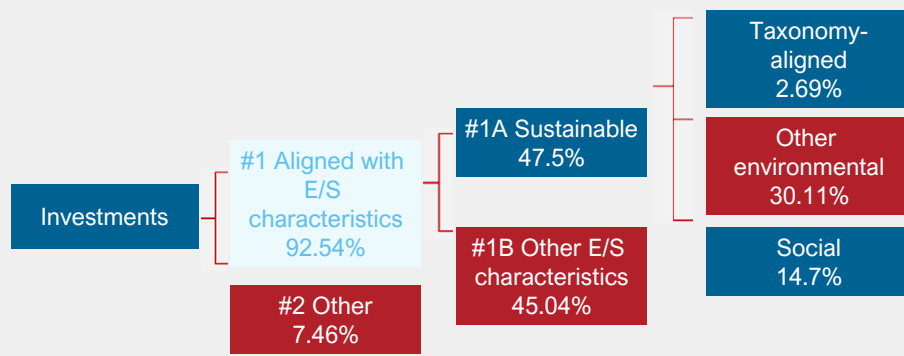 Investments
#1 Aligned with
E/S
characteristics
92.54%
#2 Other
7.46%
#1A Sustainable
47.5%
#1B Other E/S
characteristics
45.04%
Taxonomy-
aligned
2.69%
Other
environmental
30.11%
Social
14.7%